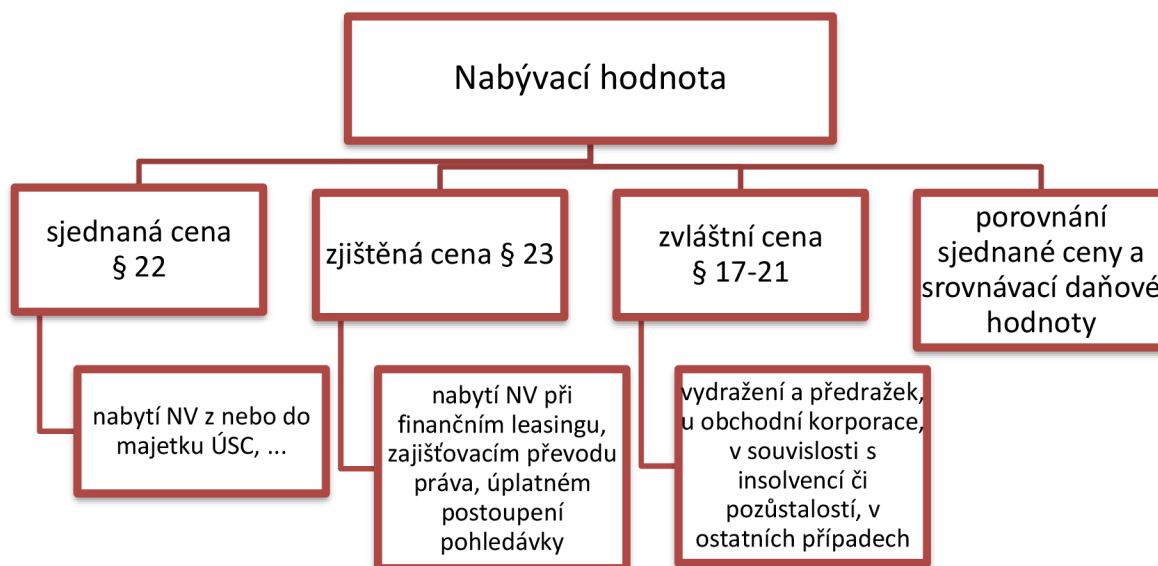 Nabývací hodnota
sjednaná cena
§ 22
zjištěná cena § 23
zvláštní cena
§ 17-21
porovnání
sjednané ceny a
srovnávací daňové
hodnoty
nabytí NV z nebo do
majetku ÚSC, ...
nabytí NV při
finančním leasingu,
zajišťovacím převodu
práva, úplatném
postoupení
pohledávky
vydražení a předražek,
u obchodní korporace,
v souvislosti s
insolvencí či
pozůstalostí, v
ostatních případech